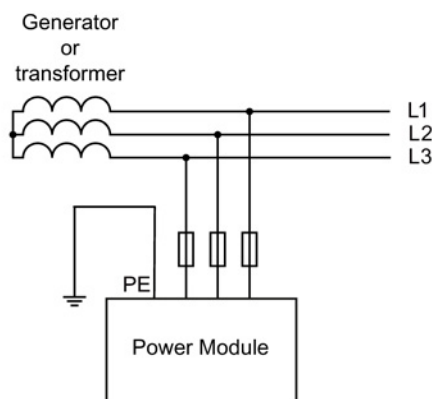 Generator
or
transformer
L1
L2
L3
PE
Power Module